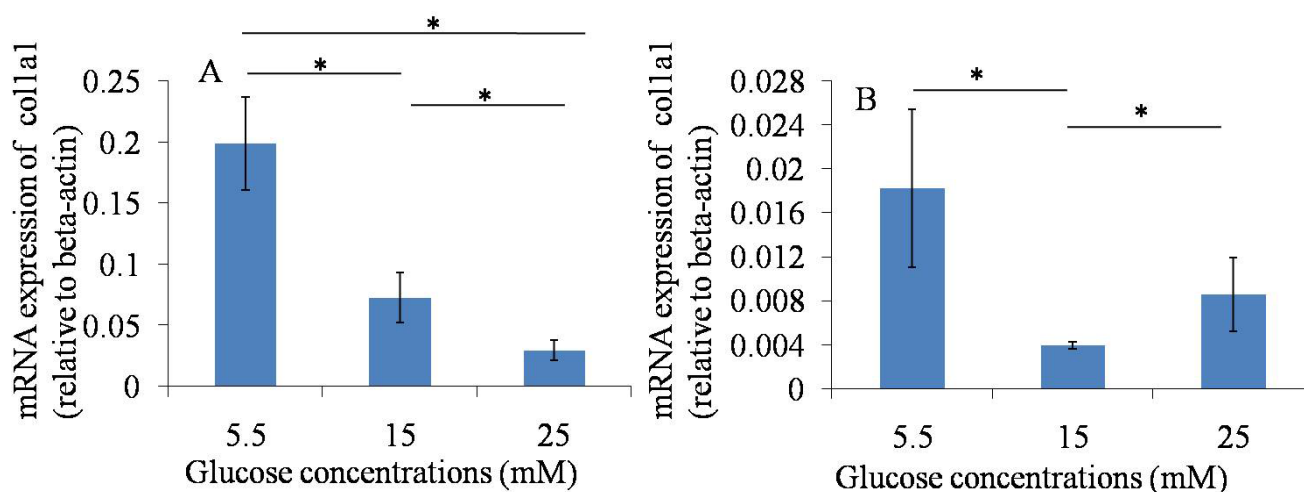 *
*
*
A
0.25
0.2
0.15
0.1
0.05
0
mRNA expression of col1a1
(relative to beta-actin)
5.5 15 25
Glucose concentrations (mM)
*
*
B
0.028
0.024
0.02
0.016
0.012
0.008
0.004
0
mRNA expression of col1a1
(relative to beta-actin)
5.5 15 25
Glucose concentrations (mM)